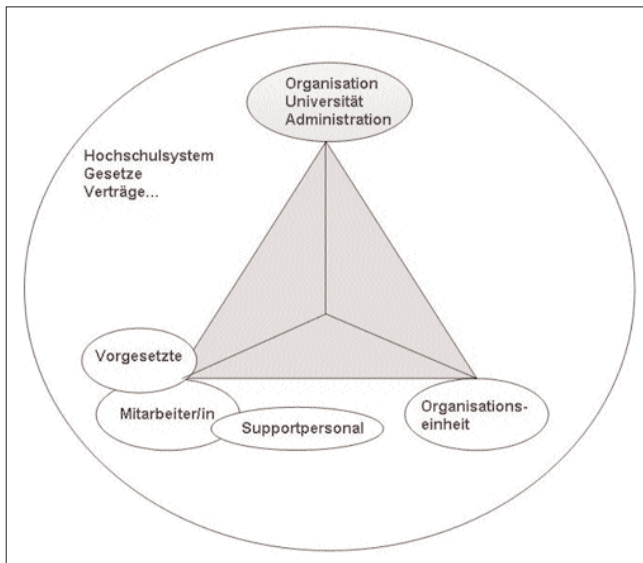 Organisation
Universität
Administration
Hochschulsystem
Gesetze
Verträge...
Vorgesetzte
Mitarbeiter/in
Supportpersonal
Organisations-
einheit